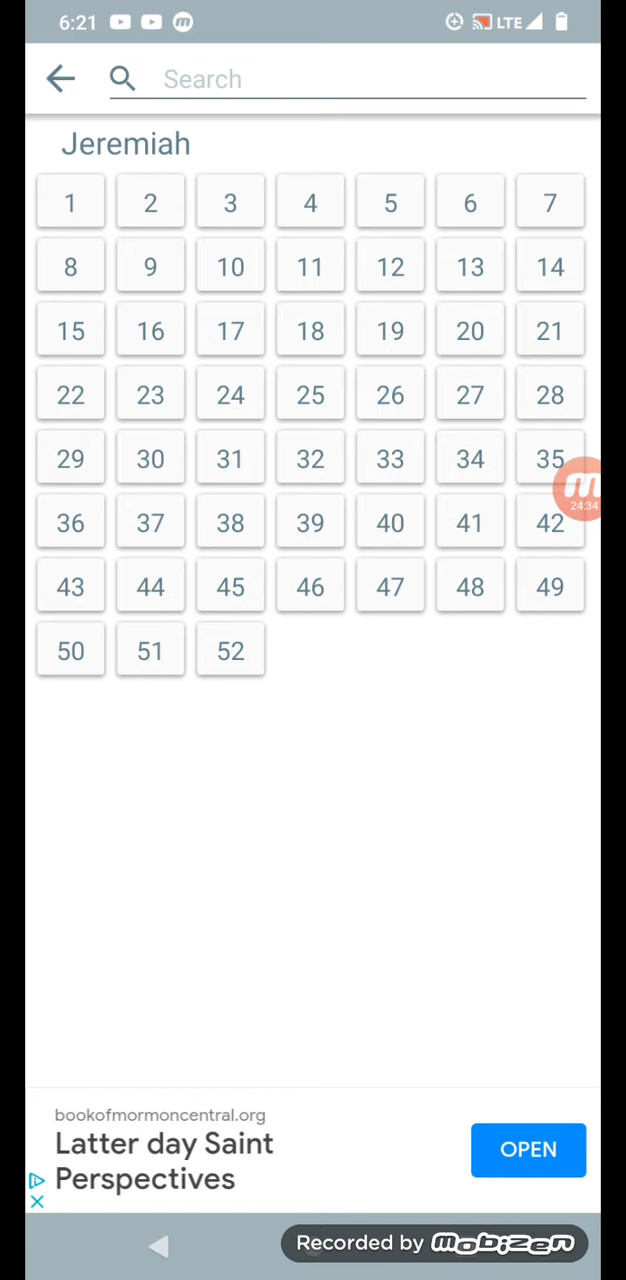 6:21 LTE
Search
Jeremiah
1 2 3 4 5 6 7
8 9 10 11 12 13 14
15 16 17 18 19 20 21
22 23 24 25 26 27 28
29 30 31 32 33 34 35
24:34
36 37 38 39 40 41 42
43 44 45 46 47 48 49
50 51 52
bookofmormoncentral.org
Latter day Saint
Perspectives
OPEN
Recorded by mobizen